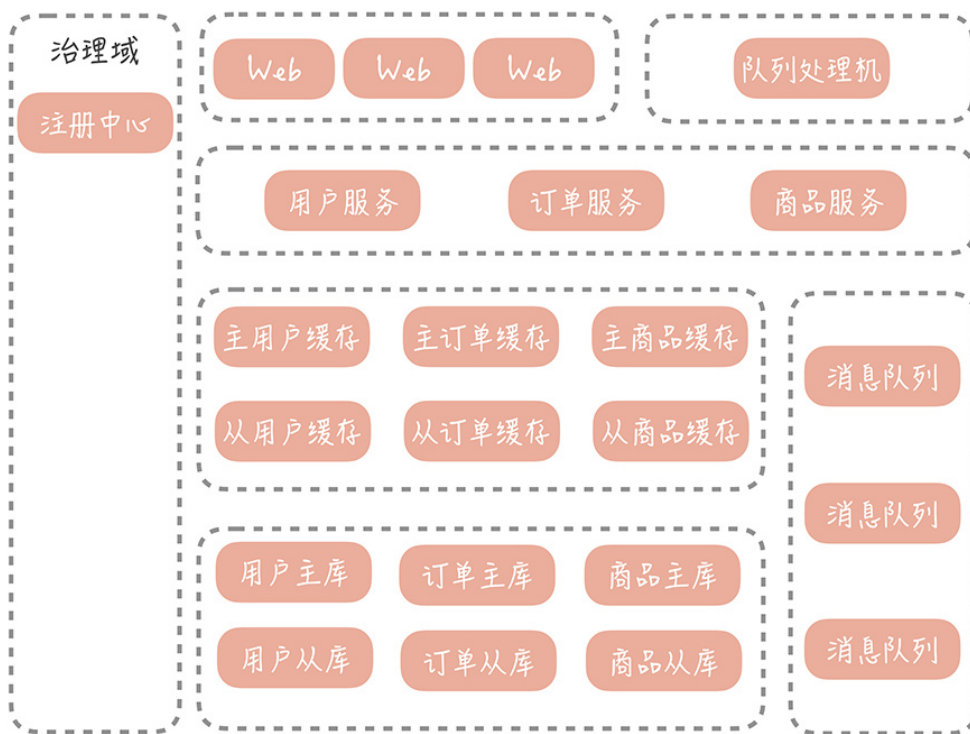 治理域
注册中心
Web Web Web
队列处理机
用户服务 订单服务 商品服务
主用户缓存 主订单缓存 主商品缓存
从用户缓存 从订单缓存 从商品缓存
用户主库 订单主库 商品主库
用户从库 订单从库 商品从库
消息队列
消息队列
消息队列